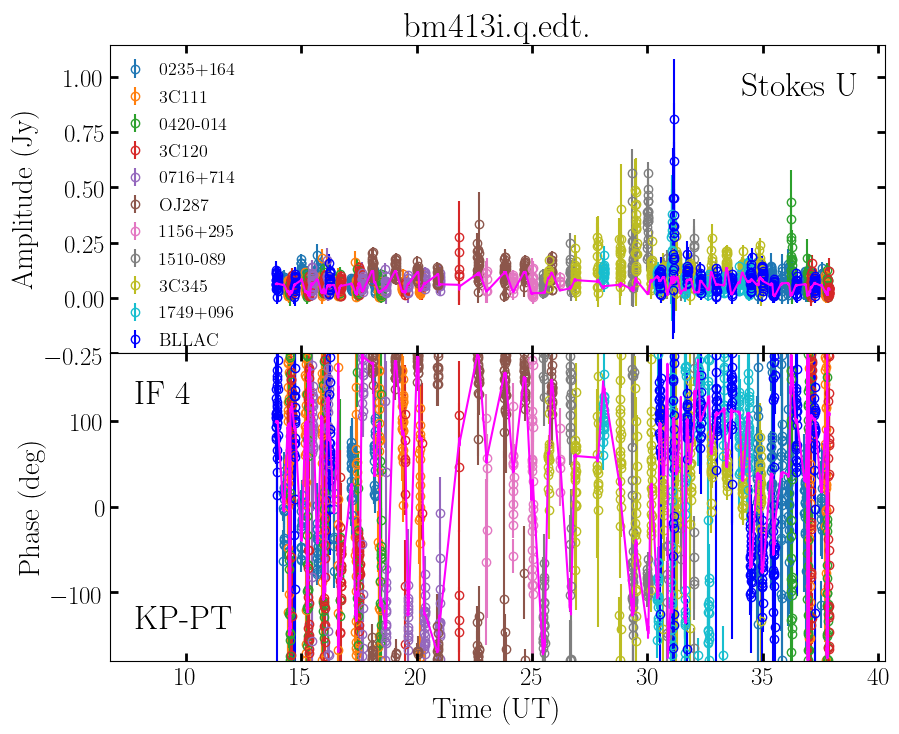 bm413i.q.edt.
Stokes U
Amplitude (Jy)
1.00
0.75
0.50
0.25
0.00
−0.25
0235+164
3C111
0420-014
3C120
0716+714
OJ287
1156+295
1510-089
3C345
1749+096
BLLAC
IF 4
Phase (deg)
100
0
−100
KP-PT
10 15 20 25 30 35 40
Time (UT)